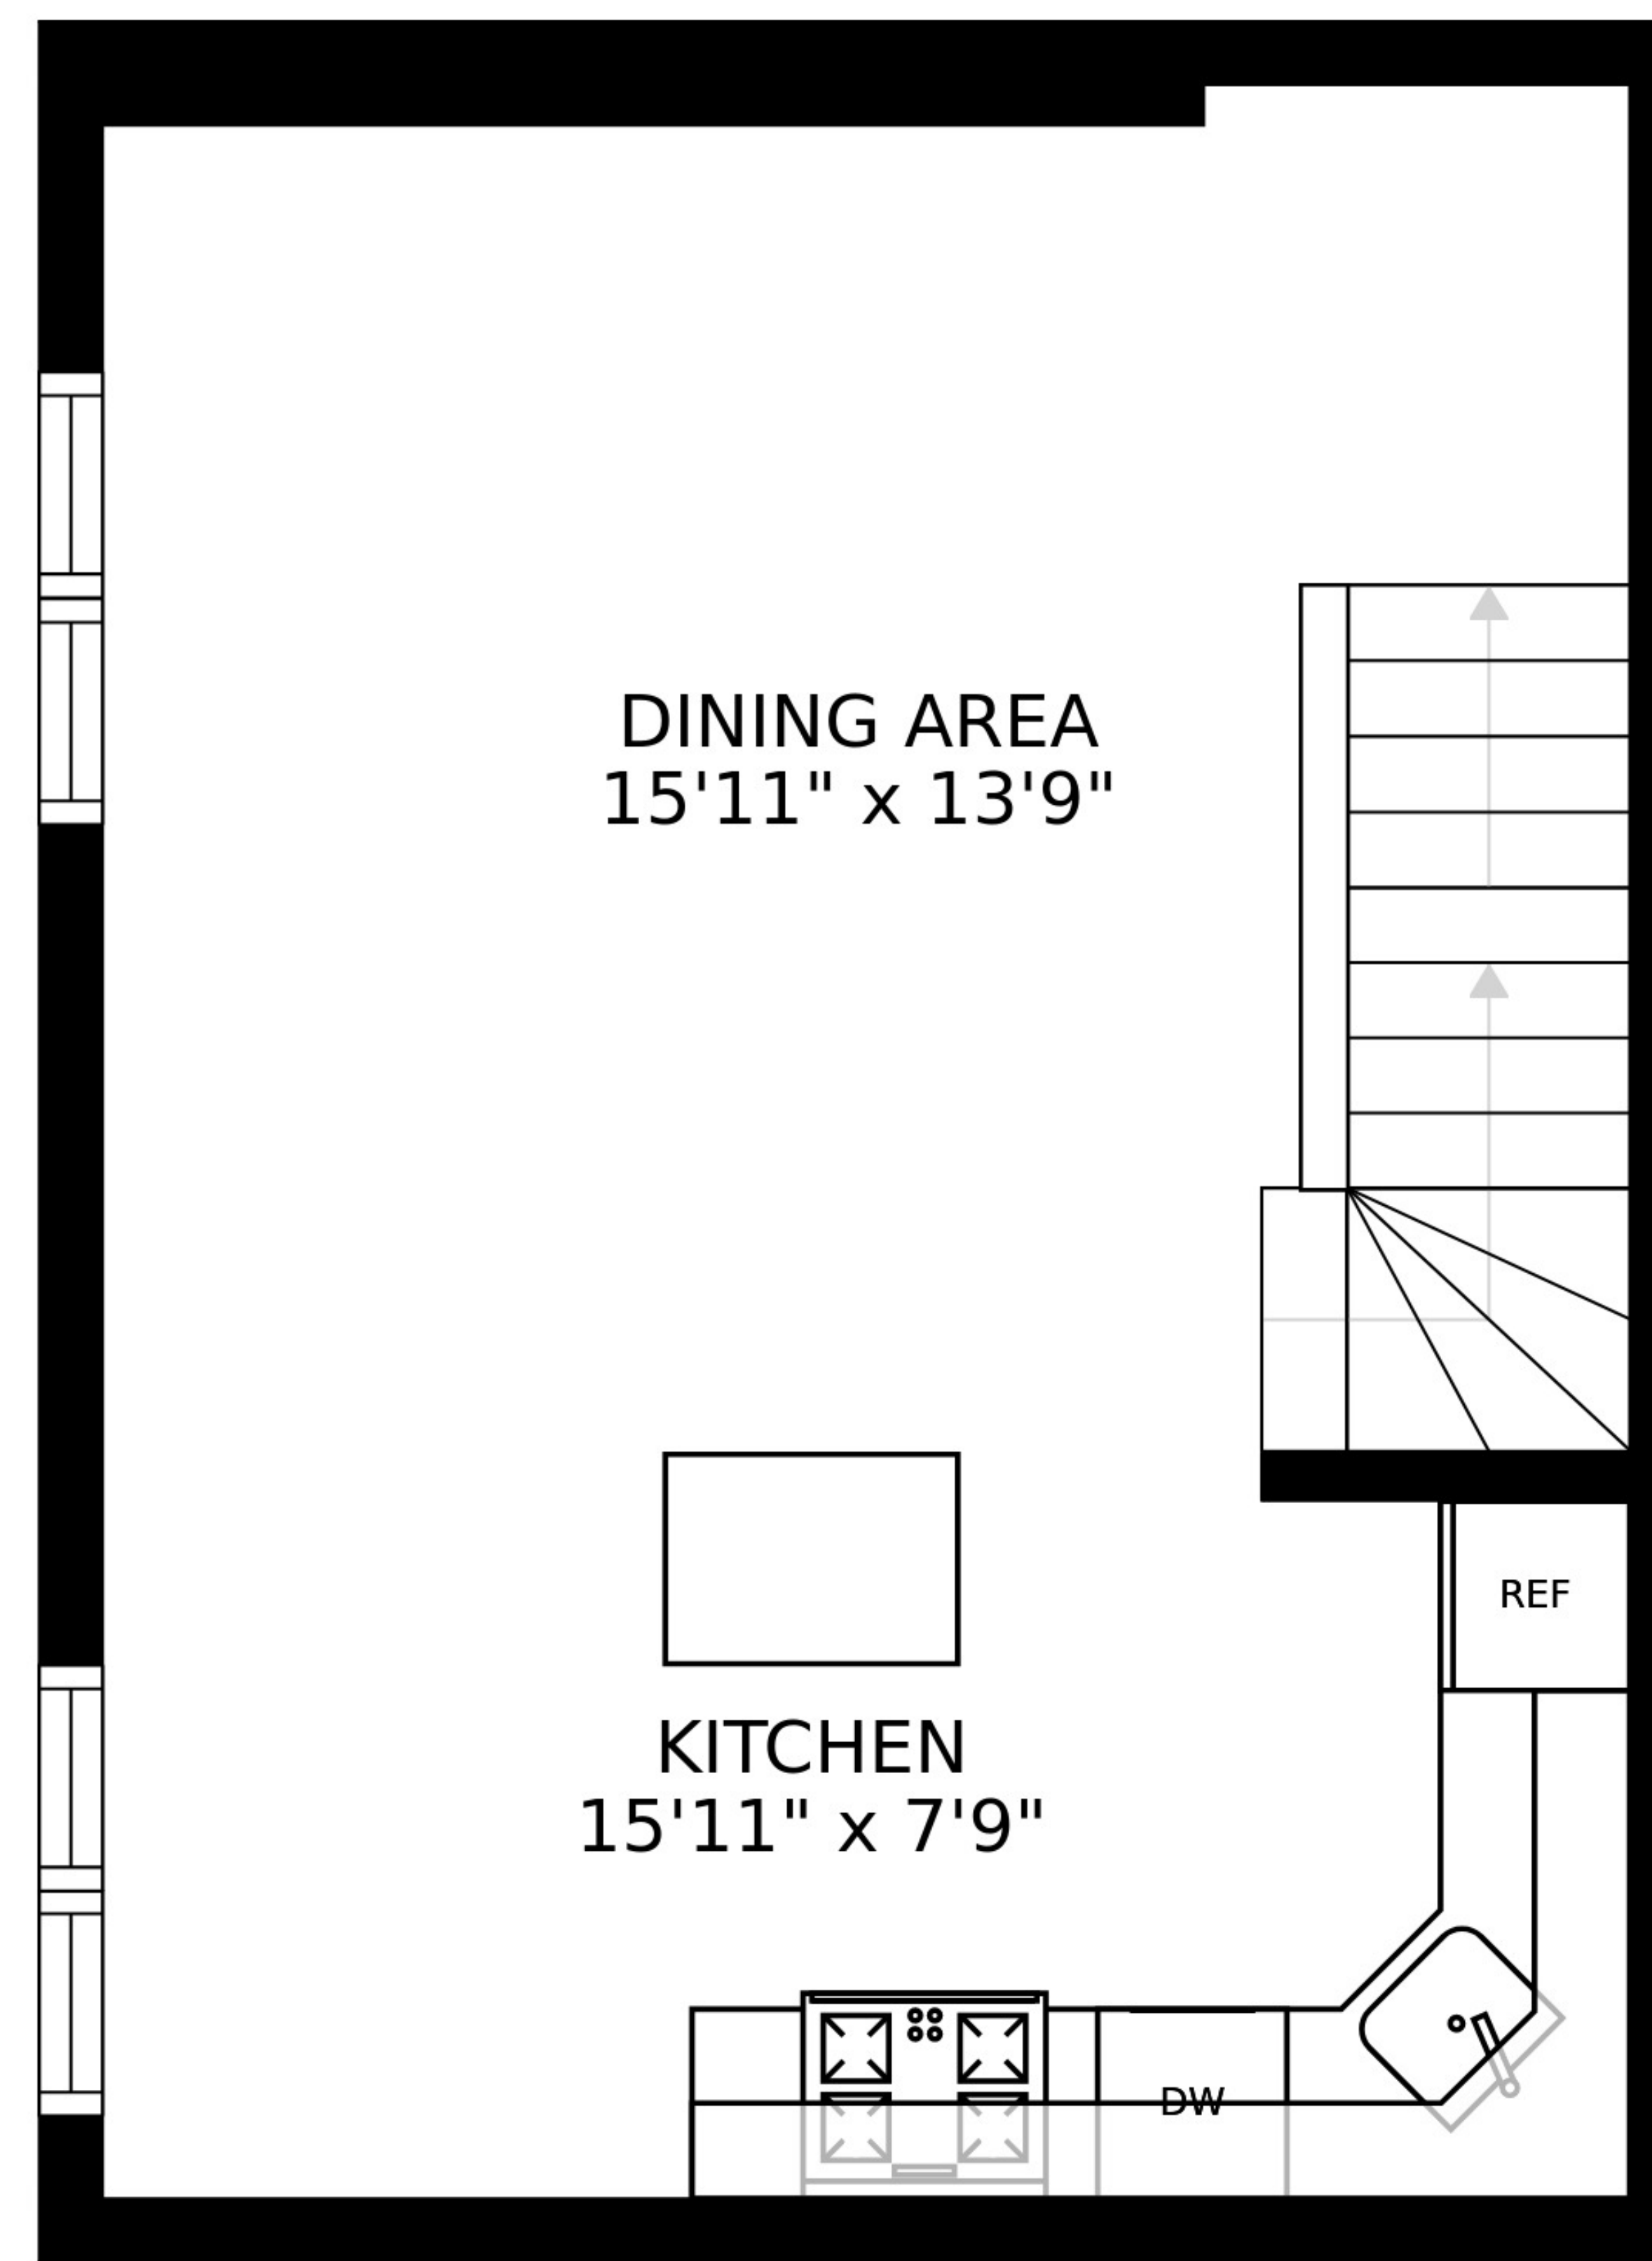 DINING AREA
15'11" x 13'9"
REF
KITCHEN
15'11" x 7'9"
DW